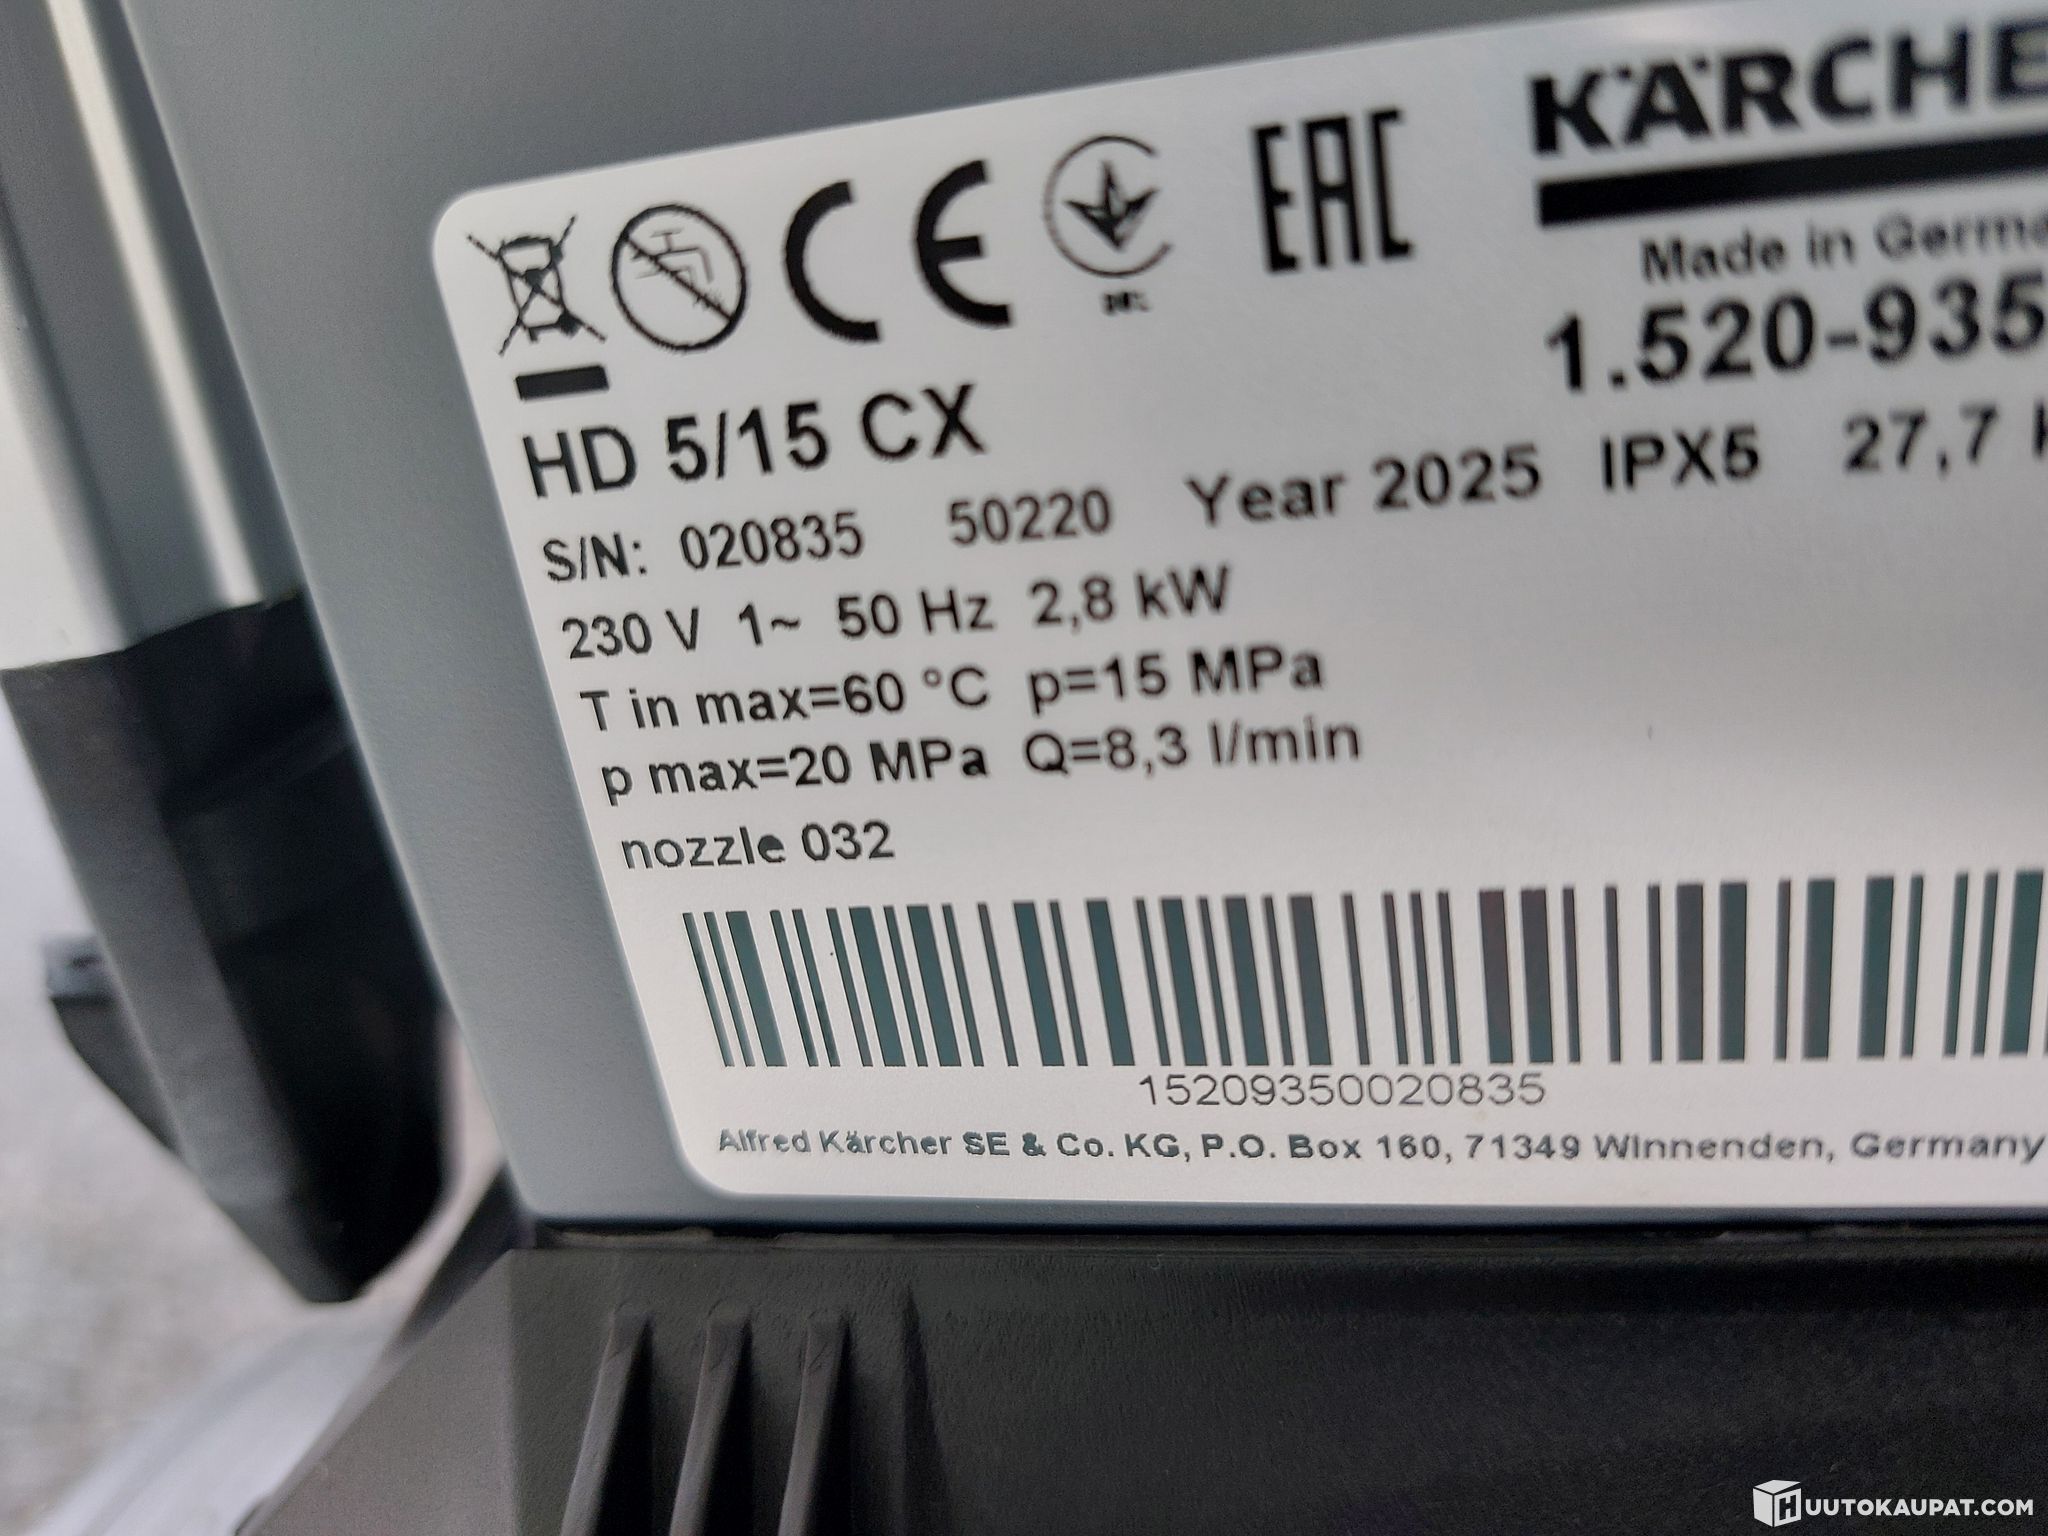 KÄRCHE
Made in Germa
1.520-935
HD 5/15 CX
S/N: 020835 50220 Year 2025 IPX5 27,7
230 V 1~ 50 Hz 2,8 kW
T in max=60 °C p=15 MPa
p max=20 MPa Q=8,3 l/min
nozzle 032
15209350020835
Alfred Kärcher SE & Co. KG, P.O. Box 160, 71349 Winnenden, Germany
CE
EAC
HUUTOKAUPAT.COM